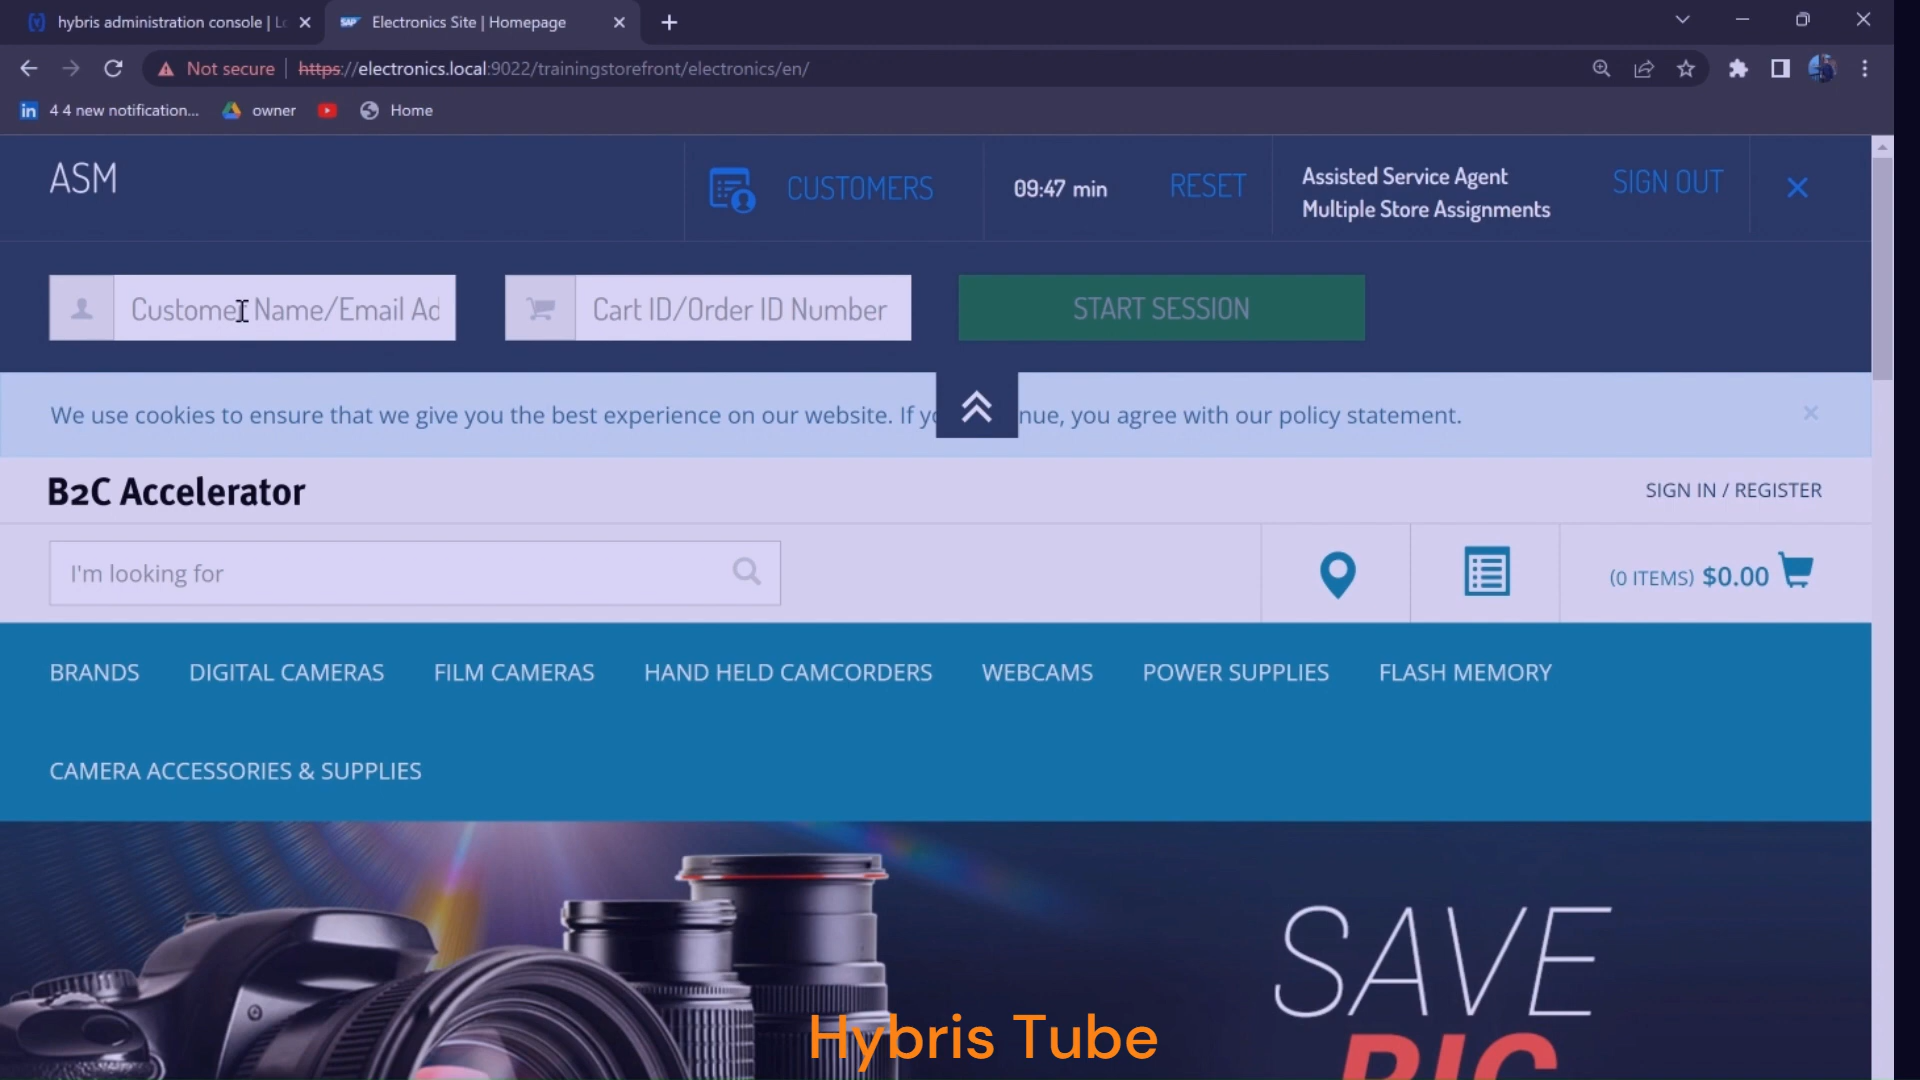 hybris administration console | Lo
Electronics Site | Homepage
Not secure
https://electronics.local:9022/trainingstorefront/electronics/en/
4 4 new notification...
owner
Home
ASM
CUSTOMERS
09:47 min
RESET
Assisted Service Agent
Multiple Store Assignments
SIGN OUT
Customer Name/Email Ad
Cart ID/Order ID Number
START SESSION
We use cookies to ensure that we give you the best experience on our website. If yo nue, you agree with our policy statement.
B2C Accelerator
SIGN IN / REGISTER
I'm looking for
(0 ITEMS) $0.00
BRANDS
DIGITAL CAMERAS
FILM CAMERAS
HAND HELD CAMCORDERS
WEBCAMS
POWER SUPPLIES
FLASH MEMORY
CAMERA ACCESSORIES & SUPPLIES
SAVE
BIG
Hybris Tube